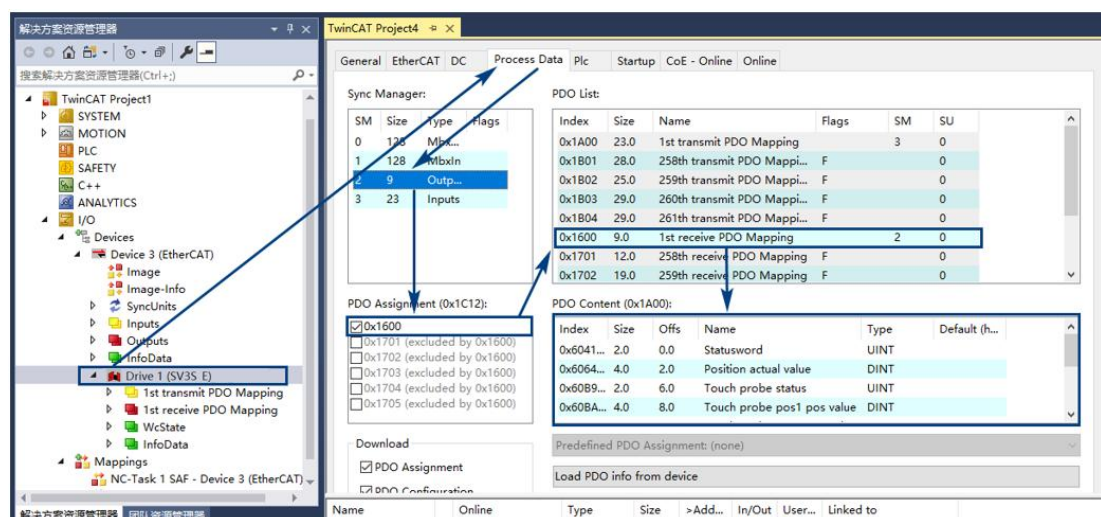 解决方案资源管理器
搜索解决方案资源管理器(Ctrl+;)
TwinCAT Project1
SYSTEM
MOTION
PLC
SAFETY
C++
ANALYTICS
I/O
Devices
Device 3 (EtherCAT)
Image
Image-Info
SyncUnits
Inputs
Outputs
InfoData
Drive 1 (SV3S_E)
1st transmit PDO Mapping
1st receive PDO Mapping
WcState
InfoData
Mappings
NC-Task 1 SAF - Device 3 (EtherCAT)
解决方案资源管理器 团队资源管理器
TwinCAT Project4
General EtherCAT DC Process Data Plc Startup CoE - Online Online
Sync Manager:
SM Size Type Flags
0 128 Mbx...
1 128 MbxIn
2 9 Outp...
3 23 Inputs
PDO List:
Index Size Name Flags SM SU
0x1A00 23.0 1st transmit PDO Mapping 3 0
0x1B01 28.0 258th transmit PDO Mappi... F 0
0x1B02 25.0 259th transmit PDO Mappi... F 0
0x1B03 29.0 260th transmit PDO Mappi... F 0
0x1B04 29.0 261th transmit PDO Mappi... F 0
0x1600 9.0 1st receive PDO Mapping 2 0
0x1701 12.0 258th receive PDO Mapping F 0
0x1702 19.0 259th receive PDO Mapping F 0
PDO Assignment (0x1C12):
0x1600
0x1701 (excluded by 0x1600)
0x1702 (excluded by 0x1600)
0x1703 (excluded by 0x1600)
0x1704 (excluded by 0x1600)
0x1705 (excluded by 0x1600)
PDO Content (0x1A00):
Index Size Offs Name Type Default (h...
0x6041... 2.0 0.0 Statusword UINT
0x6064... 4.0 2.0 Position actual value DINT
0x60B9... 2.0 6.0 Touch probe status UINT
0x60BA... 4.0 8.0 Touch probe pos1 pos value DINT
Download
PDO Assignment
PDO Configuration
Predefined PDO Assignment: (none)
Load PDO info from device
Name Online Type Size >Add... In/Out User... Linked to